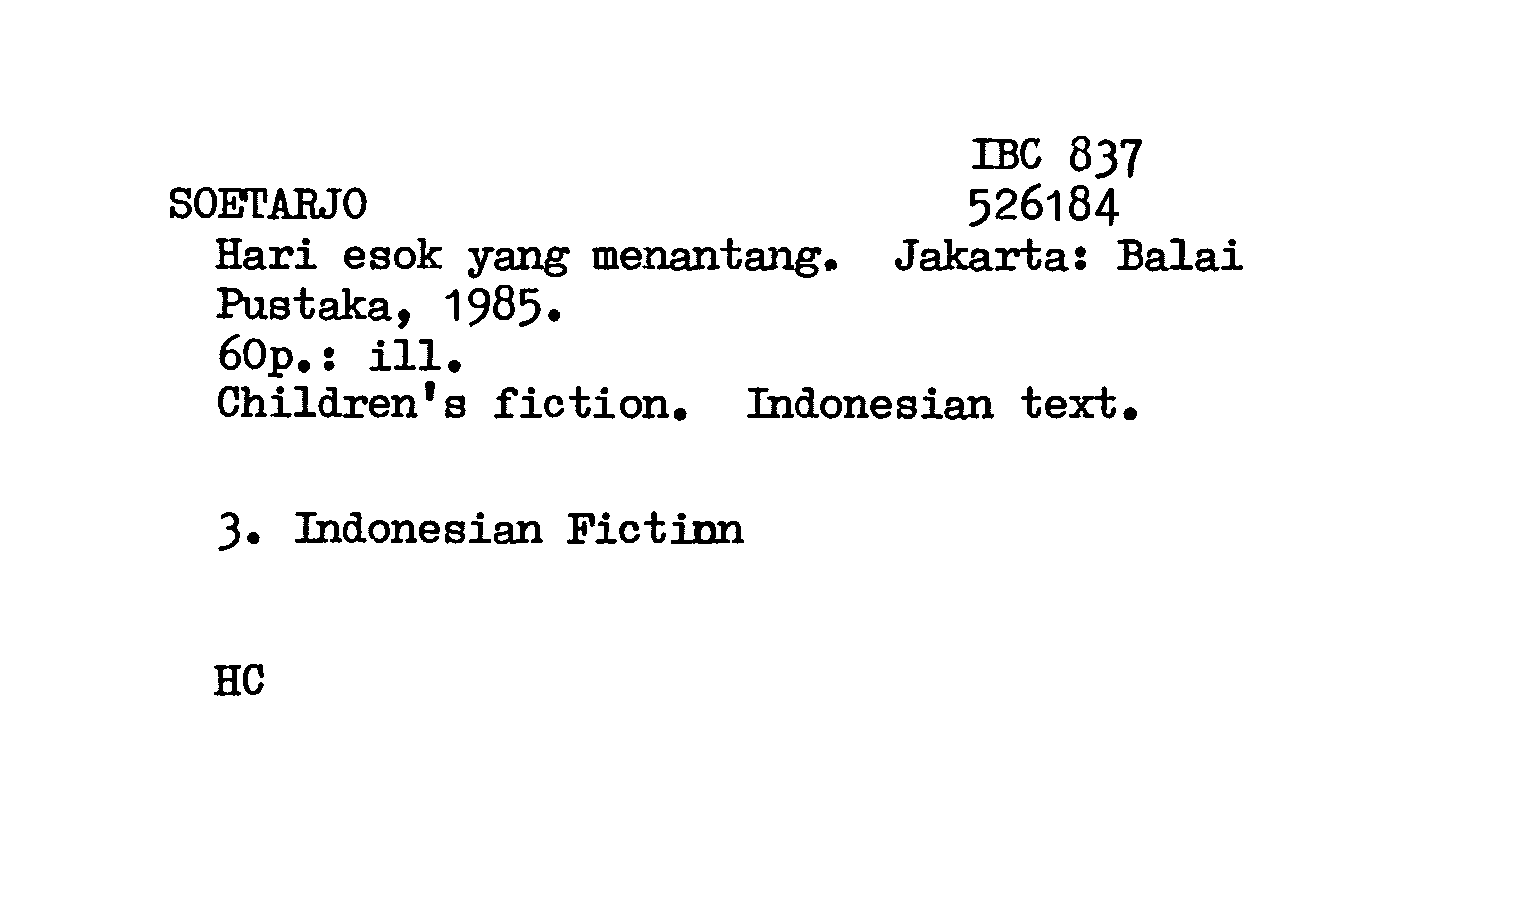 IBC 837
SOETARJO 526184
Hari esok yang menantang. Jakarta: Balai
Pustaka, 1985.
60p.: ill.
Children's fiction. Indonesian text.
3. Indonesian Fiction
HC